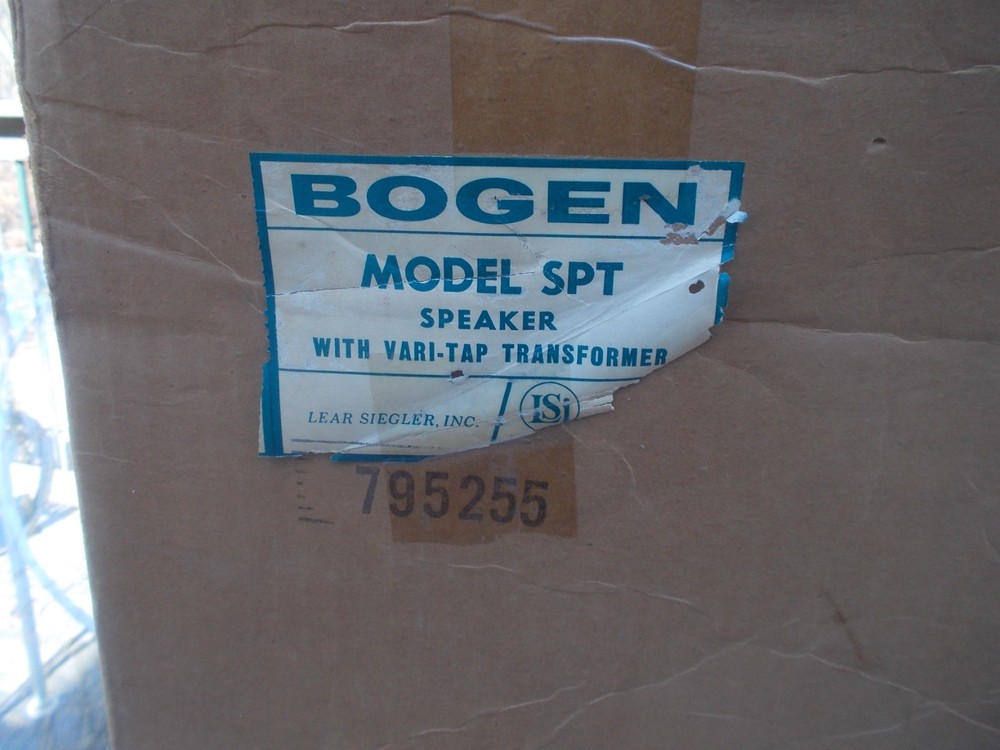 BOGEN
MODEL SPT
SPEAKER
WITH VARI-TAP TRANSFORMER
LEAR SIEGLER, INC. / LSi
795255